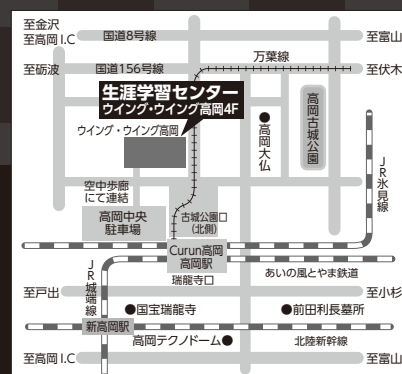 至金沢
至高岡I.C
国道8号線
至富山
万葉線
至砺波
国道156号線
至伏木
生涯学習センター
ウイング・ウイング高岡4F
高岡古城公園
●高岡大仏
ウイング・ウイング高岡
JR氷見線
空中歩廊
にて連結
高岡中央
駐車場
古城公園口
(北側)
Curun高岡
高岡駅
あいの風とやま鉄道
瑞龍寺口
JR城端線
至戸出
至小杉
●国宝瑞龍寺
●前田利長墓所
新高岡駅
高岡テクノドーム●
北陸新幹線
至高岡I.C
至富山